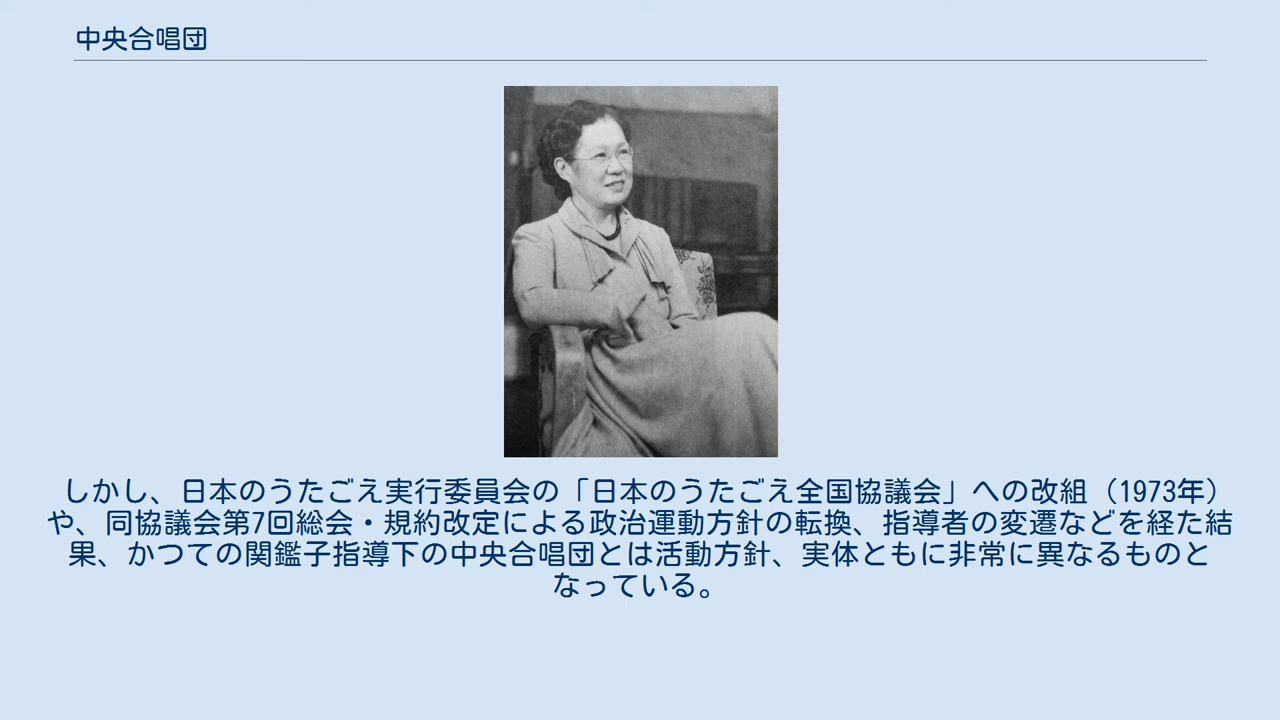 中央合唱団
しかし、日本のうたごえ実行委員会の「日本のうたごえ全国協議会」への改組（1973年）
や、同協議会第7回総会・規約改定による政治運動方針の転換、指導者の変遷などを経た結
果、かつての関鑑子指導下の中央合唱団とは活動方針、実体ともに非常に異なるものと
なっている。